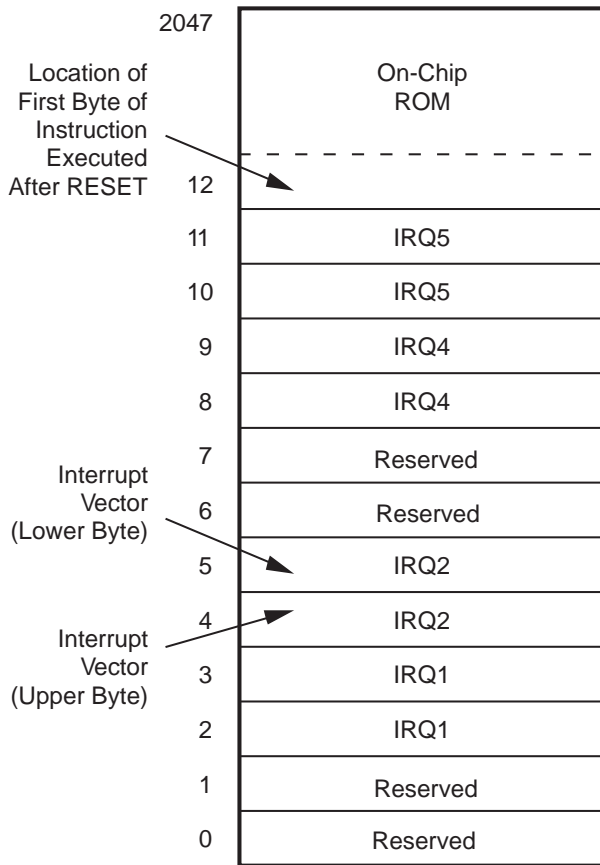 2047
Location of
First Byte of
Instruction
Executed
After RESET
On-Chip
ROM
12
11 IRQ5
10 IRQ5
9 IRQ4
8 IRQ4
7 Reserved
Interrupt
Vector
(Lower Byte)
6 Reserved
5 IRQ2
4 IRQ2
Interrupt
Vector
(Upper Byte)
3 IRQ1
2 IRQ1
1 Reserved
0 Reserved